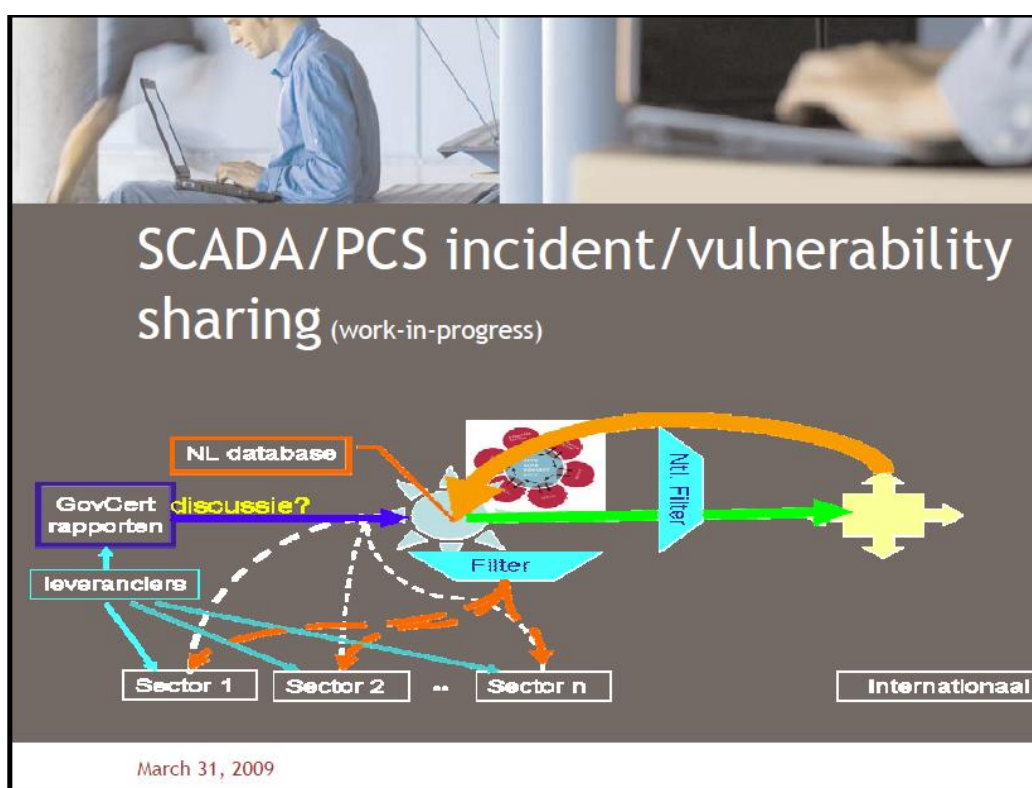 SCADA/PCS incident/vulnerability
sharing (work-in-progress)
NL database
GovCert
rapporten
discussie?
leveranciers
Filter
Ntl. Filter
Sector 1
Sector 2
..
Sector n
Internationaal
March 31, 2009